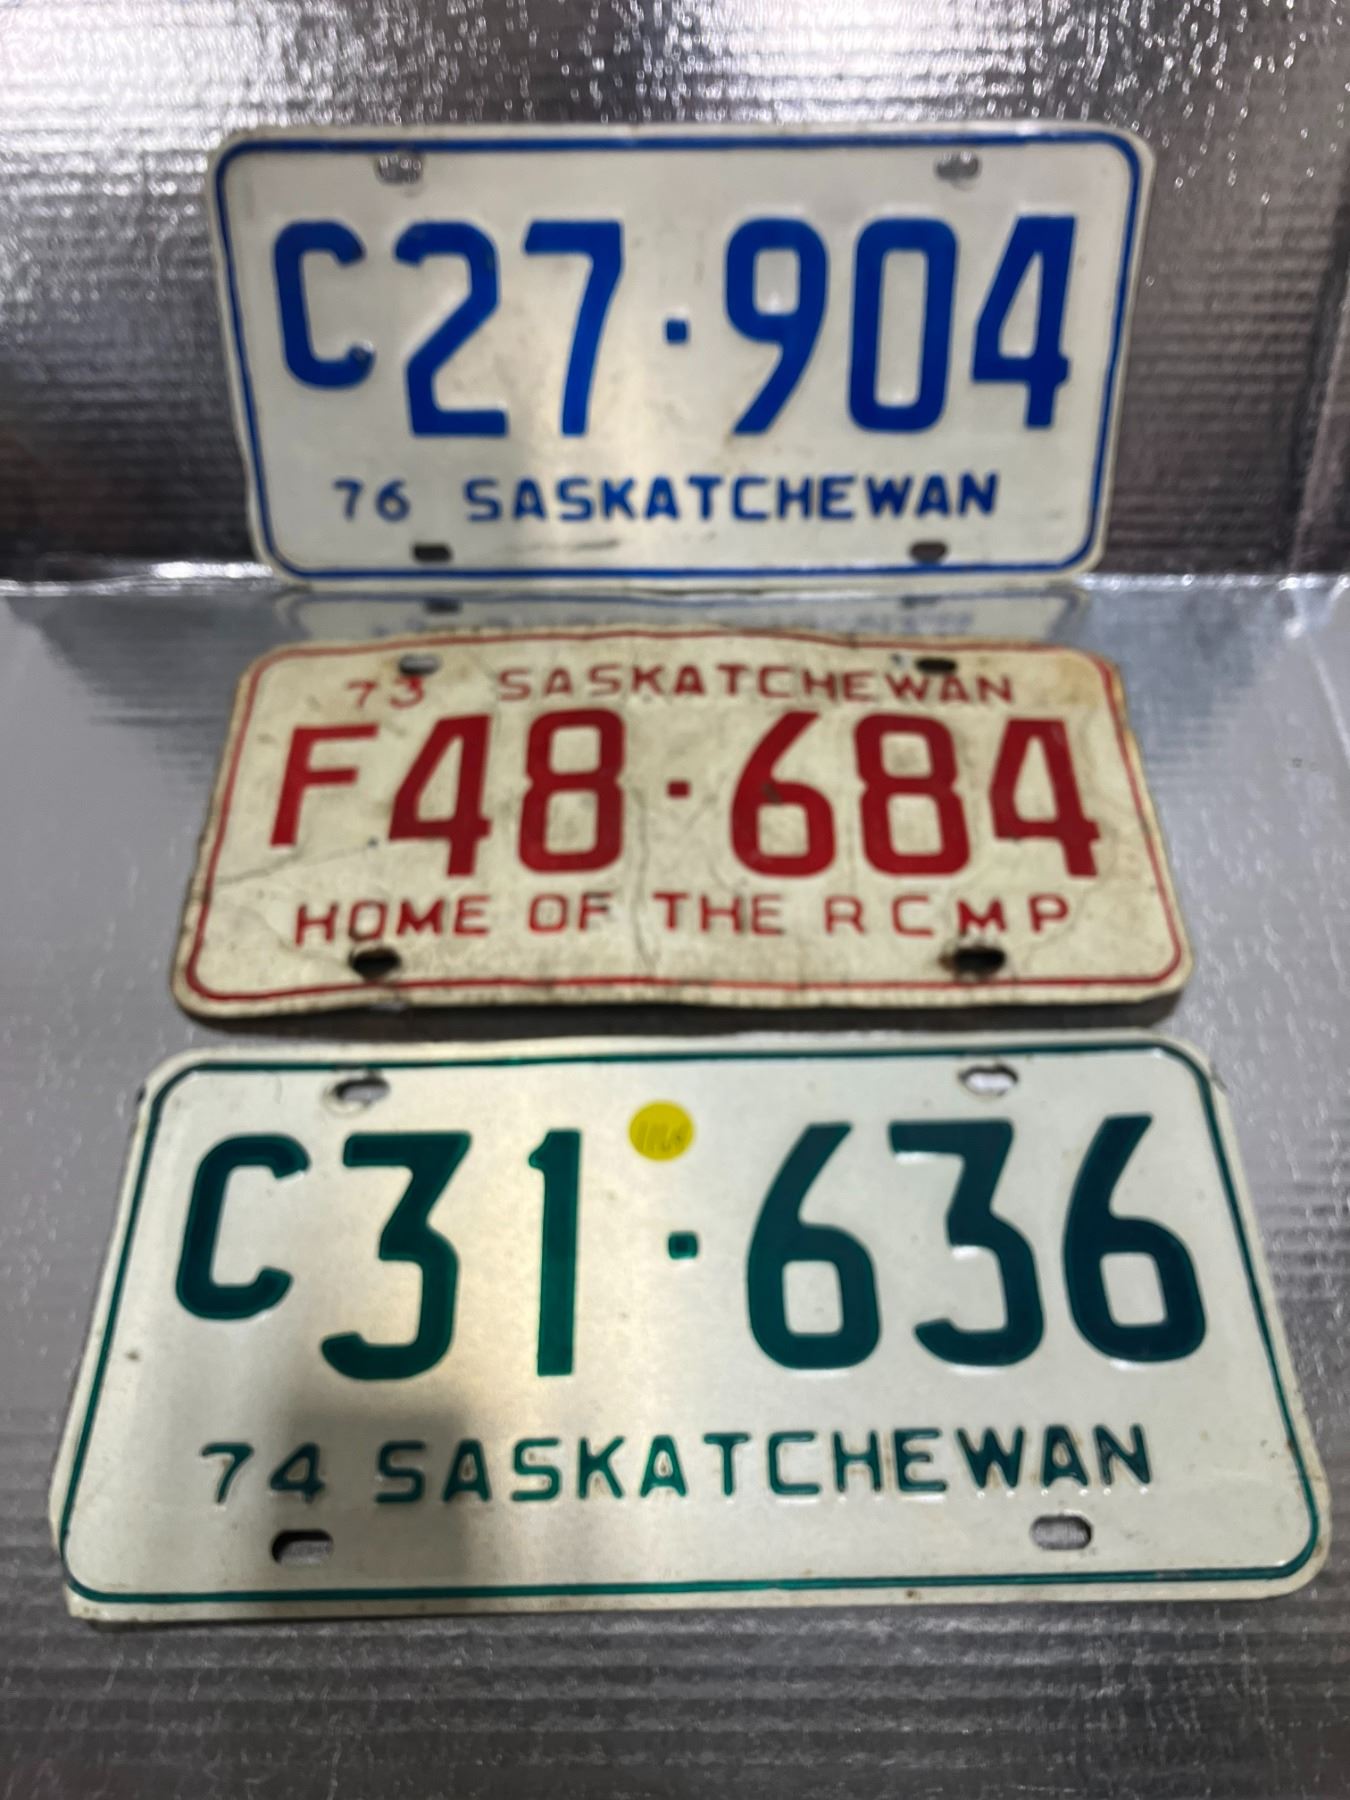 C27·904
76 SASKATCHEWAN
73 SASKATCHEWAN
F48·684
HOME OF THE RCMP
C31·636
74 SASKATCHEWAN